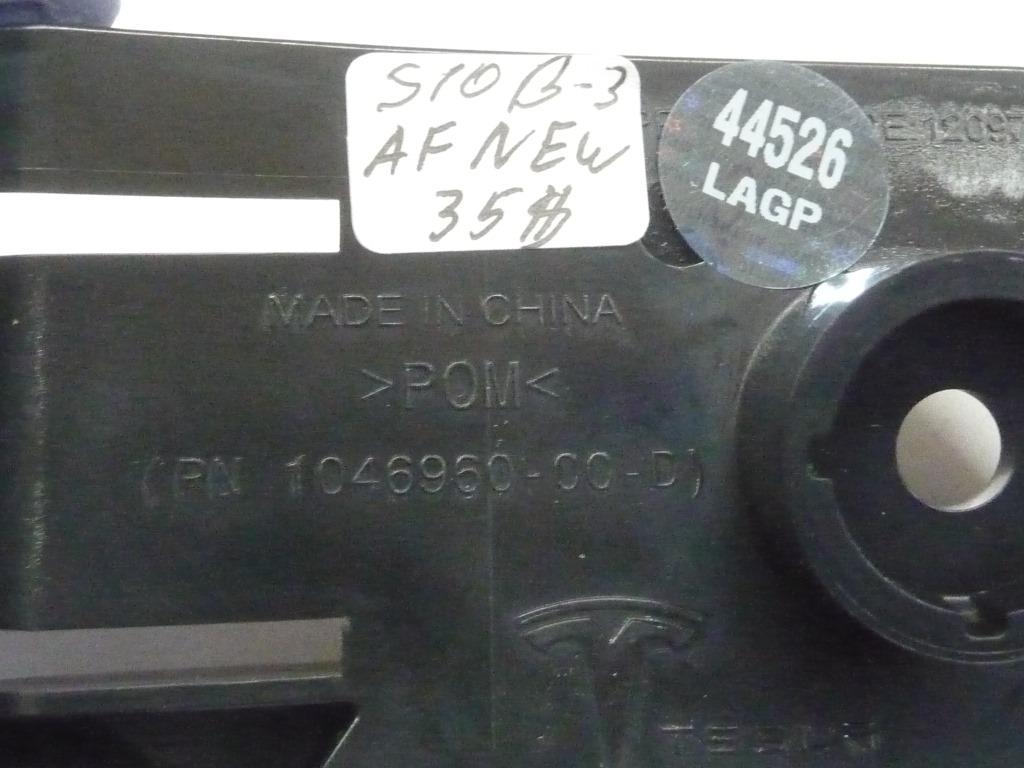 S10 B-3
AF NEW
35$
44526
LAGP
MADE IN CHINA
>POM<
(PN 1046960-00-D)